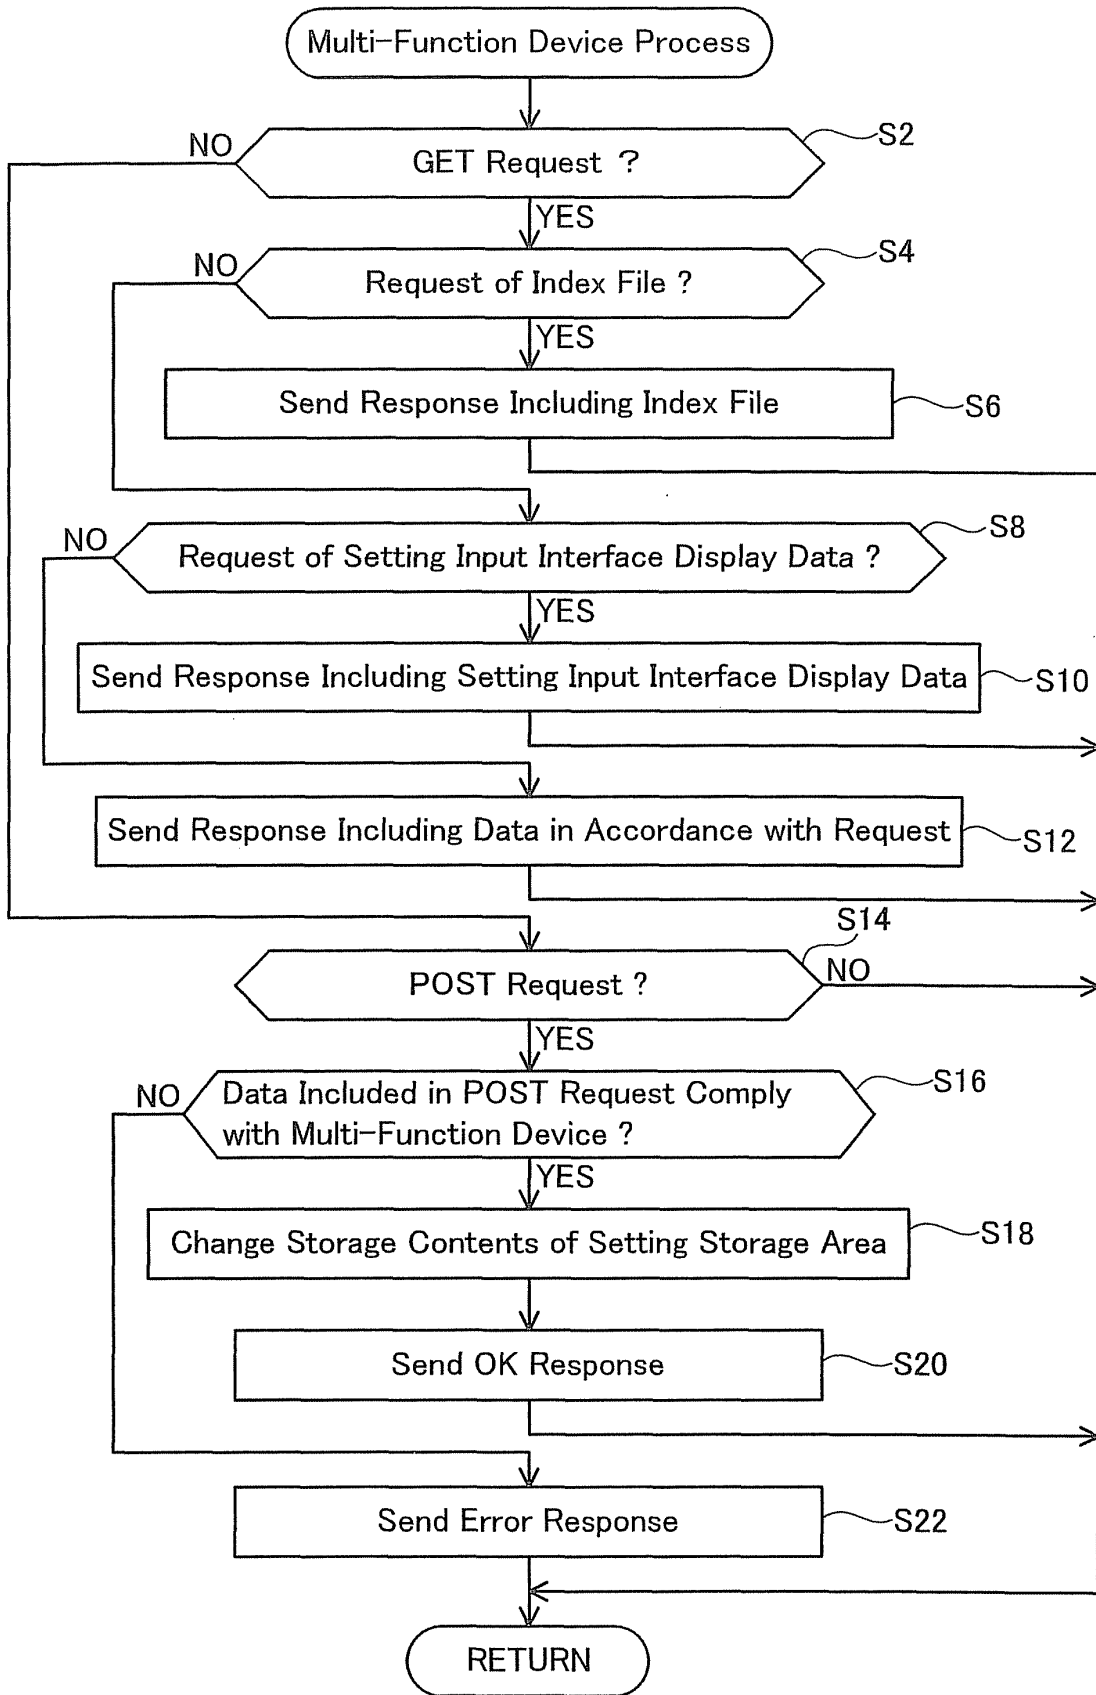 Multi-Function Device Process
S2
NO
GET Request ?
YES
S4
NO
Request of Index File ?
YES
Send Response Including Index File
S6
S8
NO
Request of Setting Input Interface Display Data ?
YES
Send Response Including Setting Input Interface Display Data
S10
Send Response Including Data in Accordance with Request
S12
S14
POST Request ?
NO
YES
S16
NO
Data Included in POST Request Comply
with Multi-Function Device ?
YES
Change Storage Contents of Setting Storage Area
S18
Send OK Response
S20
Send Error Response
S22
RETURN